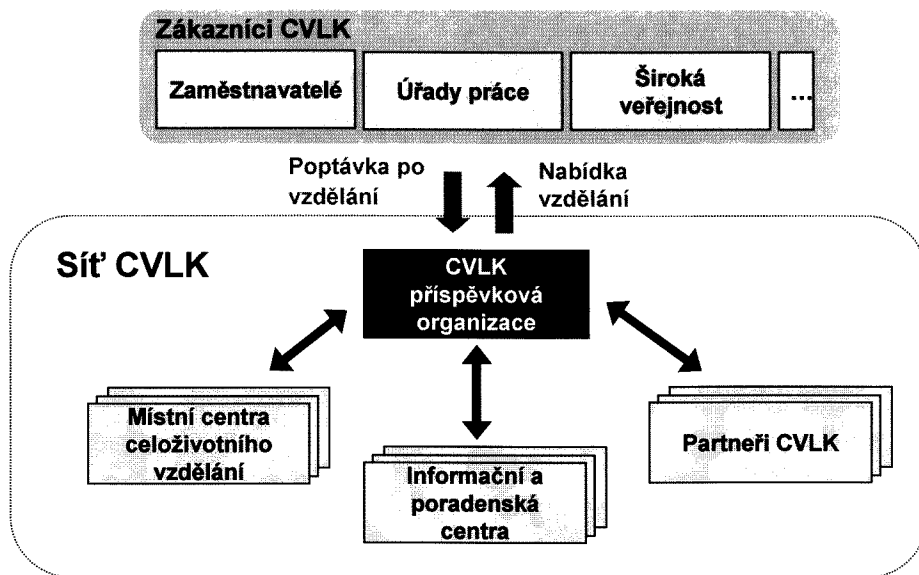 Zákazníci CVLK
Zaměstnavatelé
Úřady práce
Široká
veřejnost
...
Poptávka po
vzdělání
Nabídka
vzdělání
Síť CVLK
CVLK
příspěvková
organizace
Místní centra
celoživotního
vzdělání
Informační a
poradenská
centra
Partneři CVLK